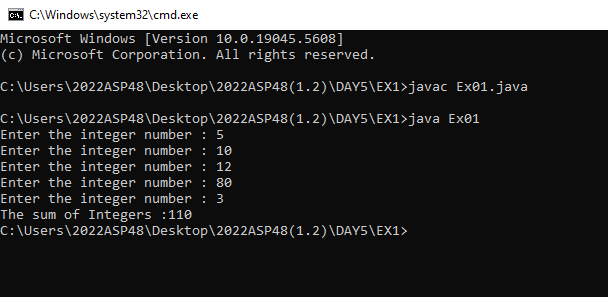 C:\Windows\system32\cmd.exe
Microsoft Windows [Version 10.0.19045.5608]
(c) Microsoft Corporation. All rights reserved.
C:\Users\2022ASP48\Desktop\2022ASP48(1.2)\DAY5\EX1>javac Ex01.java
C:\Users\2022ASP48\Desktop\2022ASP48(1.2)\DAY5\EX1>java Ex01
Enter the integer number : 5
Enter the integer number : 10
Enter the integer number : 12
Enter the integer number : 80
Enter the integer number : 3
The sum of Integers :110
C:\Users\2022ASP48\Desktop\2022ASP48(1.2)\DAY5\EX1>